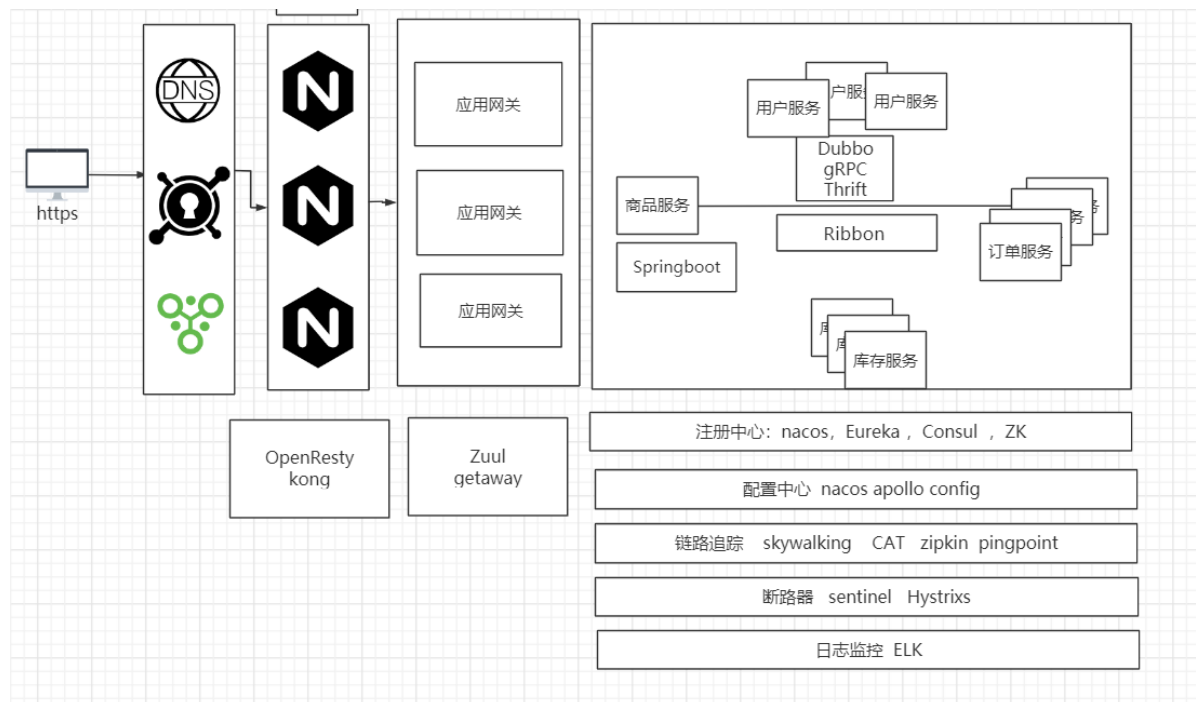 DNS
https
应用网关
应用网关
应用网关
用户服务
户服
用户服务
Dubbo
gRPC
Thrift
商品服务
Ribbon
Springboot
务
订单服务
库存服务
OpenResty
kong
Zuul
getaway
注册中心：nacos，Eureka ，Consul ，ZK
配置中心 nacos apollo config
链路追踪 skywalking CAT zipkin pingpoint
断路器 sentinel Hystrixs
日志监控 ELK